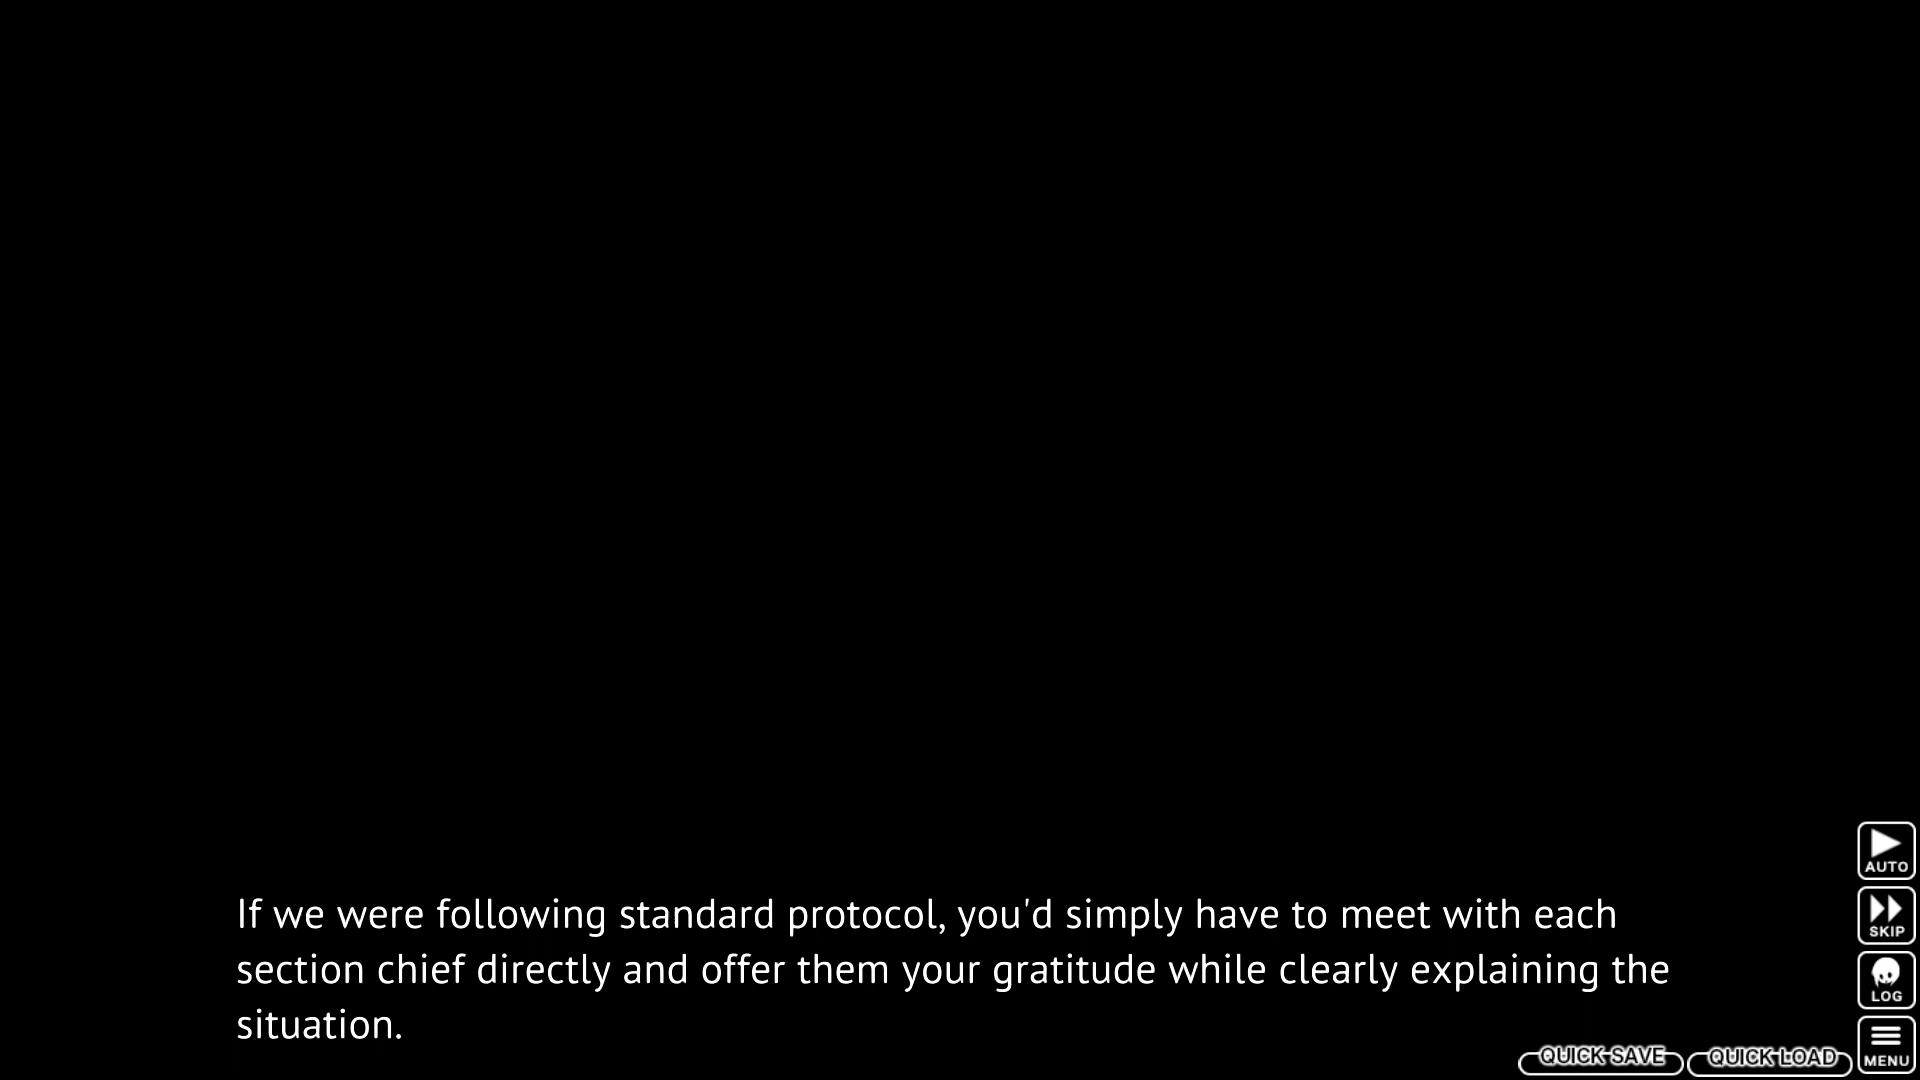 If we were following standard protocol, you'd simply have to meet with each
section chief directly and offer them your gratitude while clearly explaining the
situation.
AUTO
SKIP
LOG
MENU
QUICK SAVE
QUICK LOAD